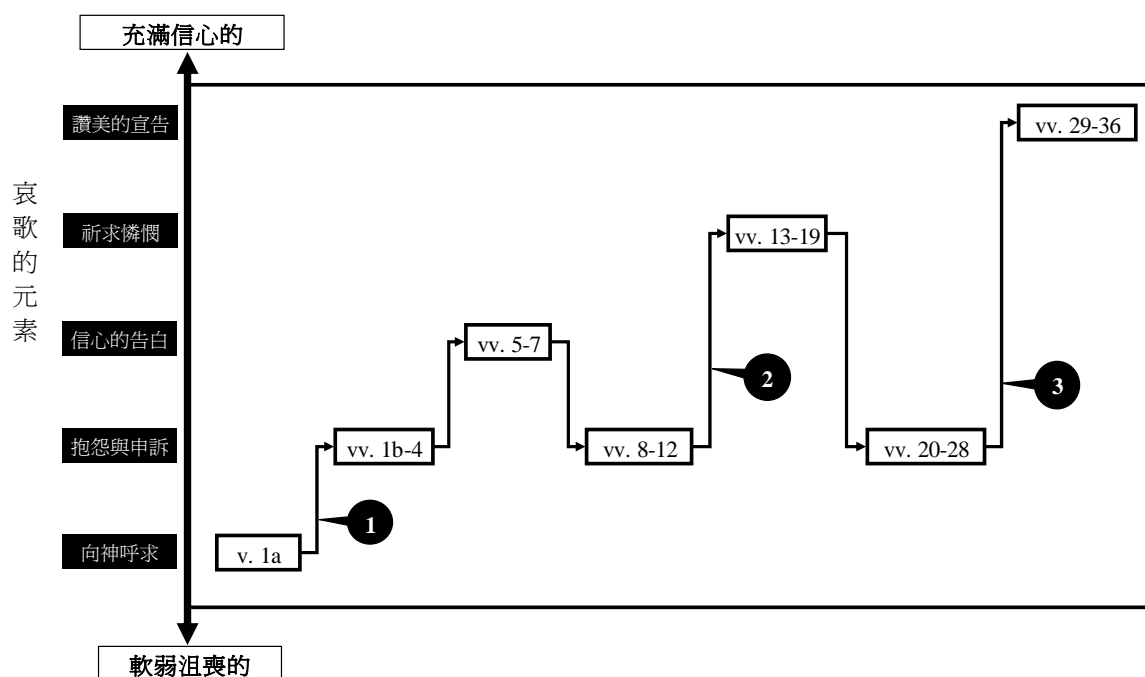 充滿信心的
讚美的宣告
vv. 29-36
哀歌的元素
祈求憐憫
vv. 13-19
信心的告白
vv. 5-7
2
3
抱怨與申訴
vv. 1b-4
vv. 8-12
vv. 20-28
1
向神呼求
v. 1a
軟弱沮喪的